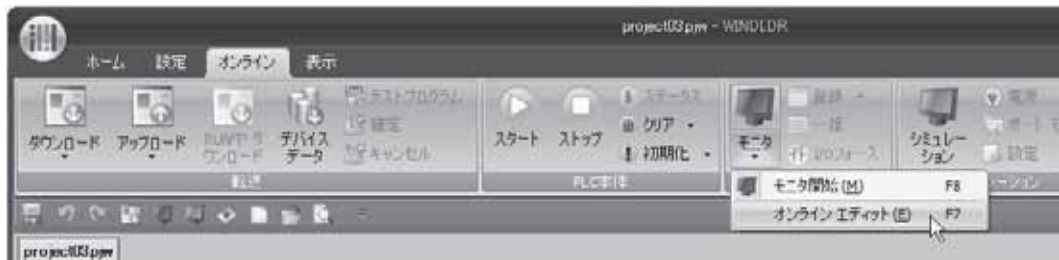 project03.pjw - WINDLDR
ホーム 設定 オンライン 表示
ダウンロード
アップロード
RUN中ダウンロード
デバイスデータ
テストプログラム
確定
キャンセル
転送
スタート
ストップ
ステータス
クリア
初期化
PLC本体
モニタ
登録
一括
I/Oフォース
シミュレーション
電源
設定
モニタ開始(M) F8
オンライン エディット(E) F7
project03.pjw